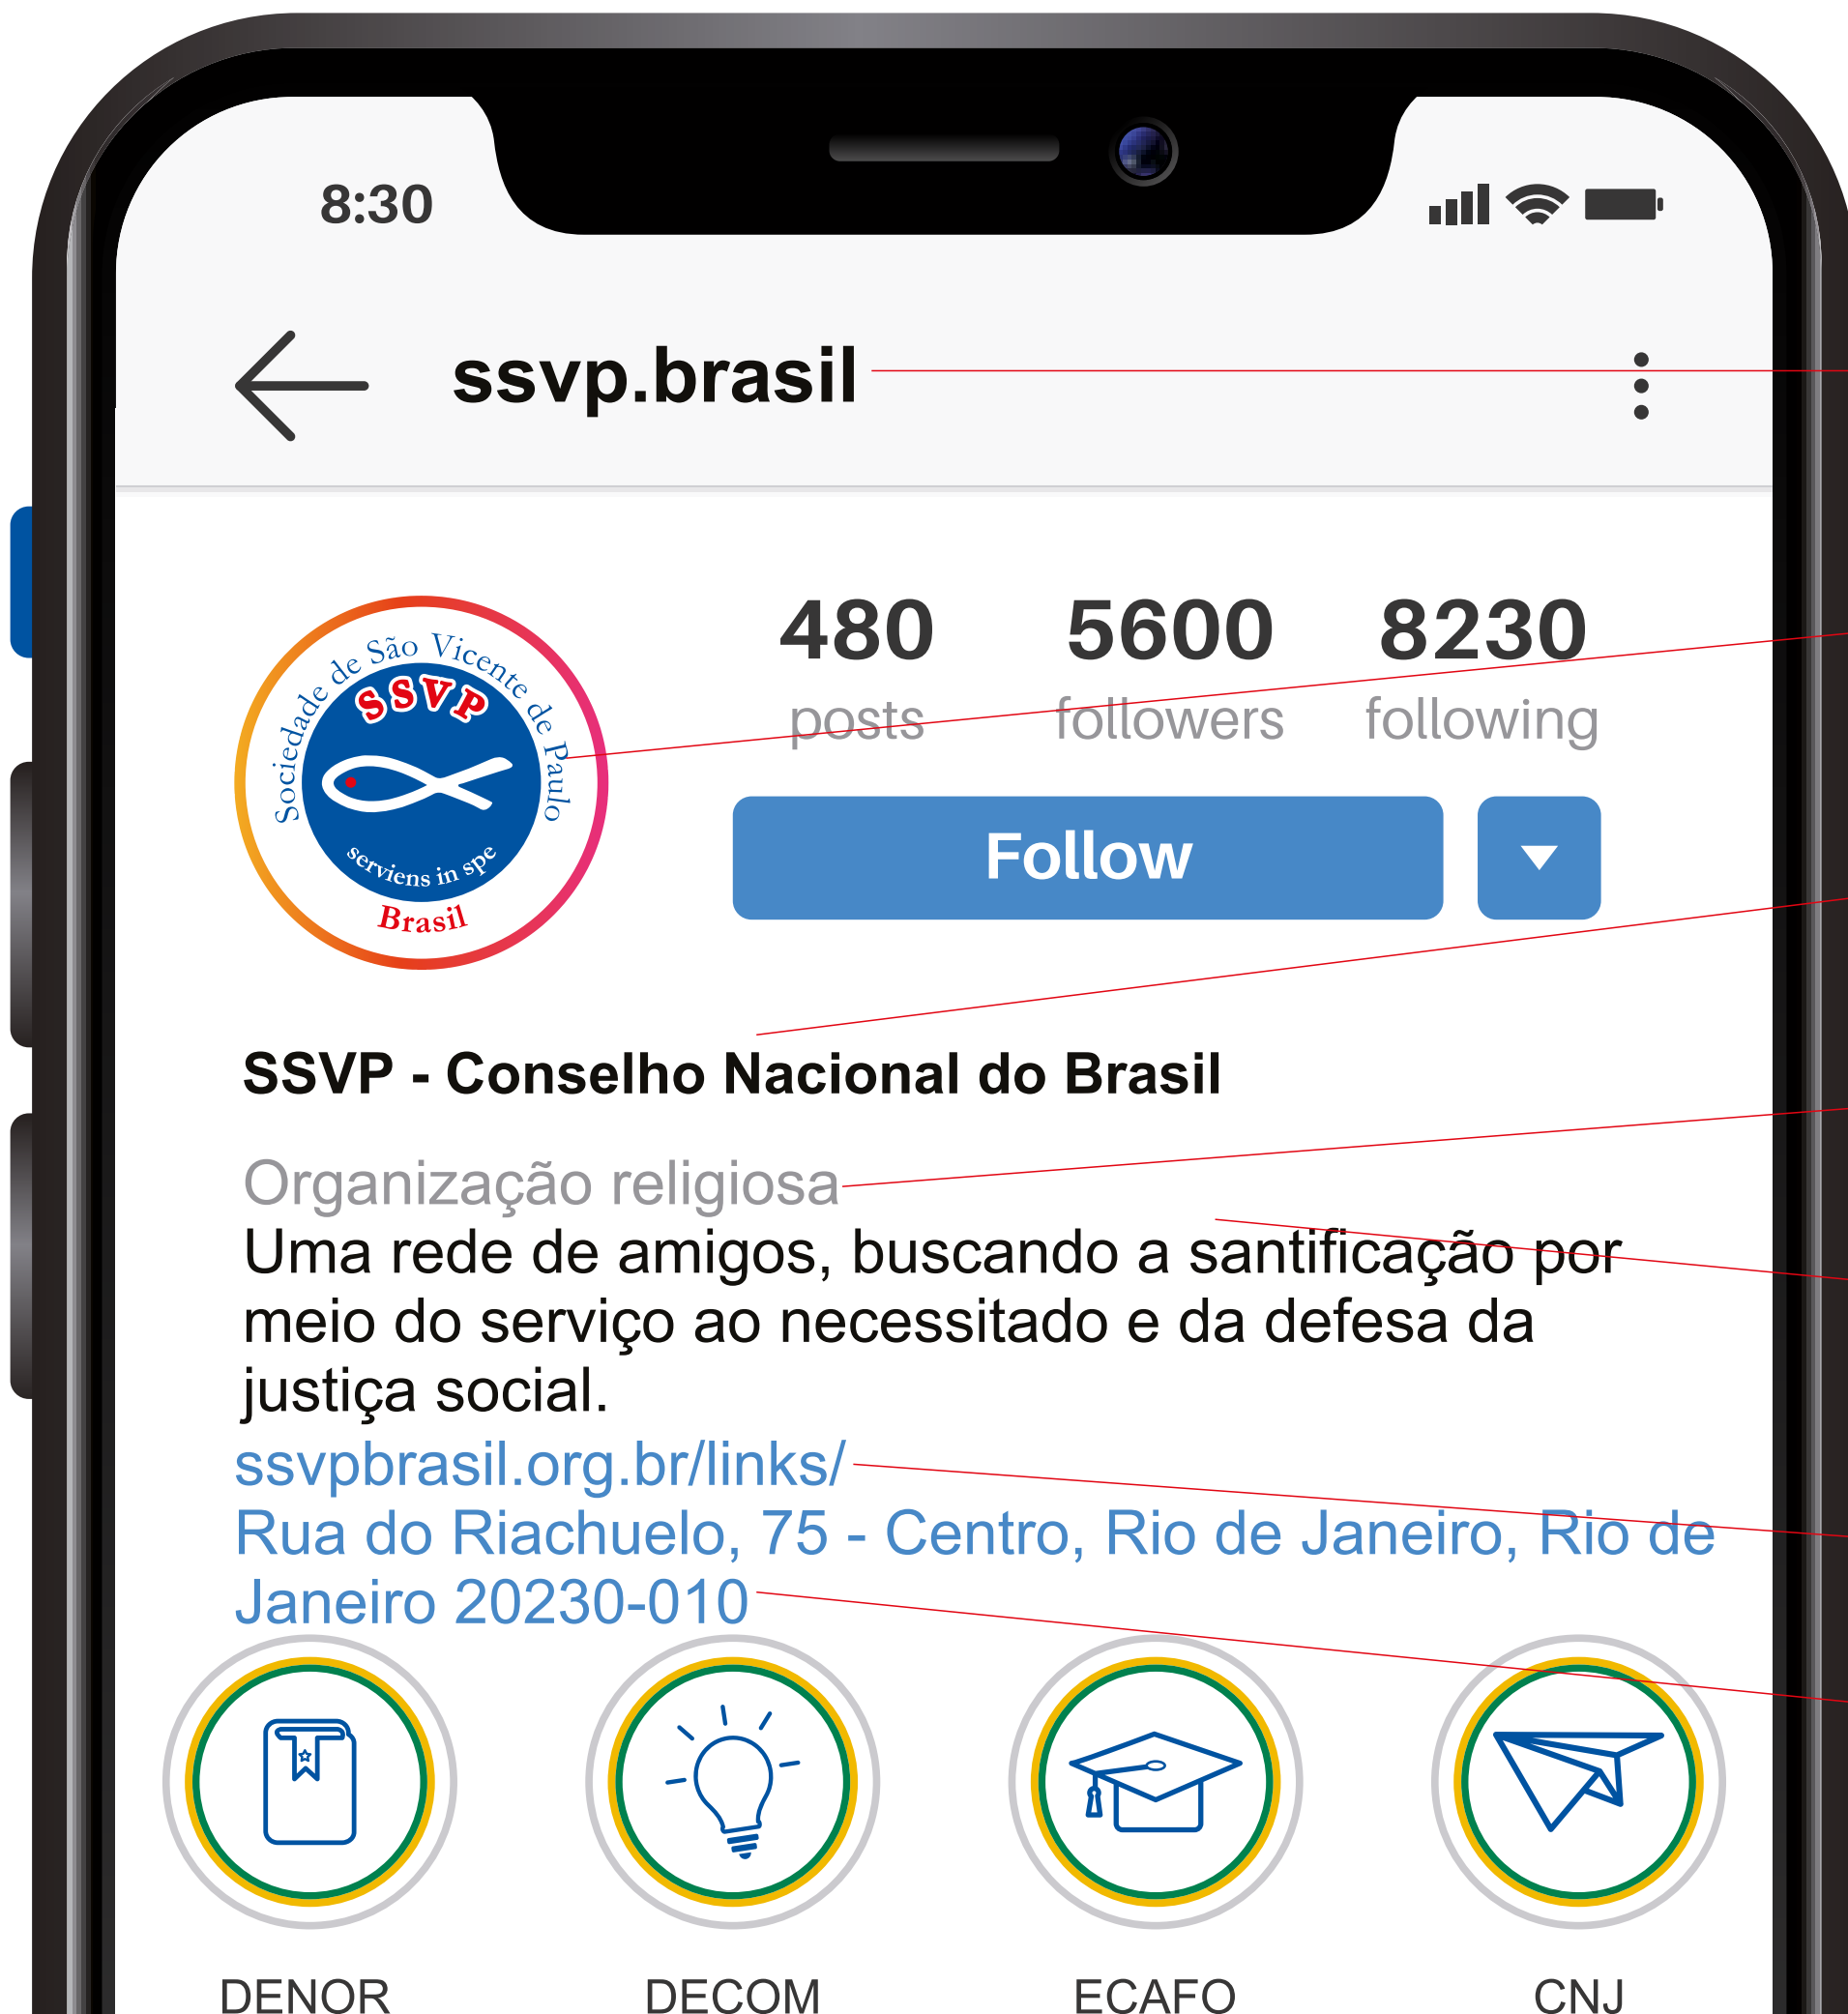 8:30
ssvp.brasil
Sociedade de São Vicente de Paulo
SSVP
serviens in spe
Brasil
480 5600 8230
posts followers following
Follow
SSVP - Conselho Nacional do Brasil
Organização religiosa
Uma rede de amigos, buscando a santificação por
meio do serviço ao necessitado e da defesa da
justiça social.
ssvpbrasil.org.br/links/
Rua do Riachuelo, 75 - Centro, Rio de Janeiro, Rio de
Janeiro 20230-010
DENOR DECOM ECAFO CNJ